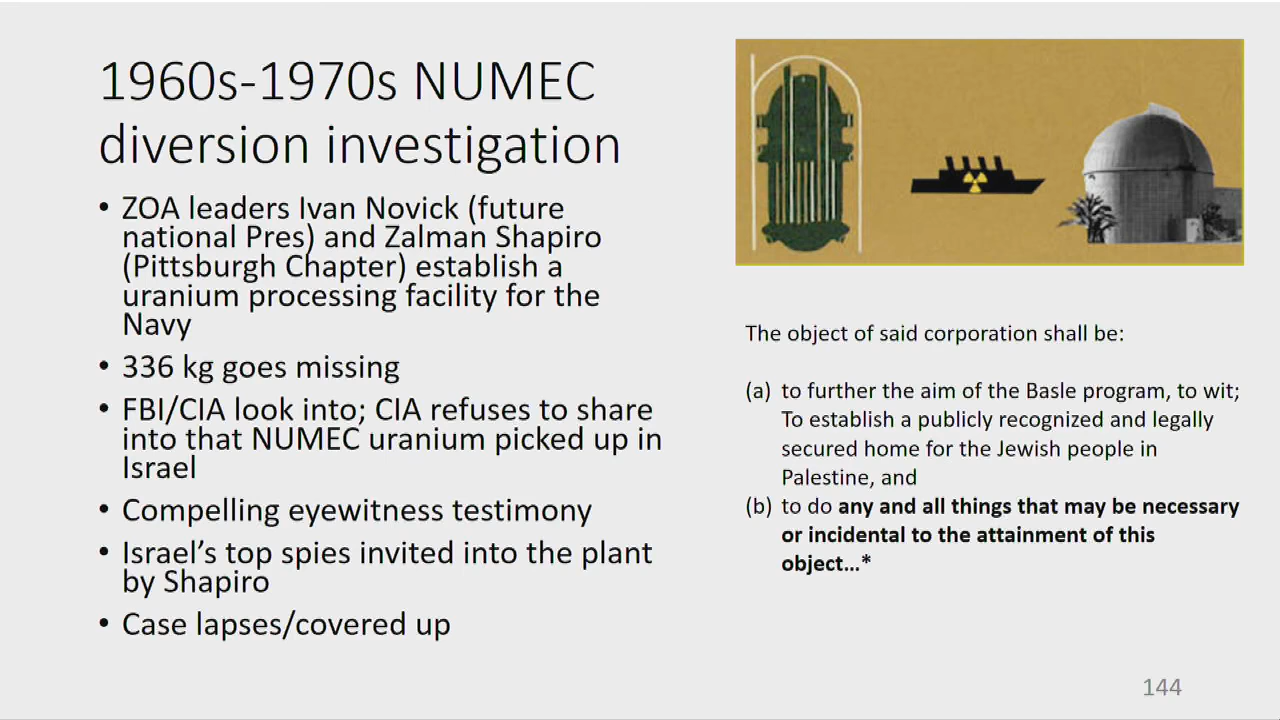 1960s-1970s NUMEC
diversion investigation
• ZOA leaders Ivan Novick (future
national Pres) and Zalman Shapiro
(Pittsburgh Chapter) establish a
uranium processing facility for the
Navy
• 336 kg goes missing
• FBI/CIA look into; CIA refuses to share
into that NUMEC uranium picked up in
Israel
• Compelling eyewitness testimony
• Israel’s top spies invited into the plant
by Shapiro
• Case lapses/covered up
The object of said corporation shall be:
(a) to further the aim of the Basle program, to wit;
To establish a publicly recognized and legally
secured home for the Jewish people in
Palestine, and
(b) to do any and all things that may be necessary
or incidental to the attainment of this
object…*
144